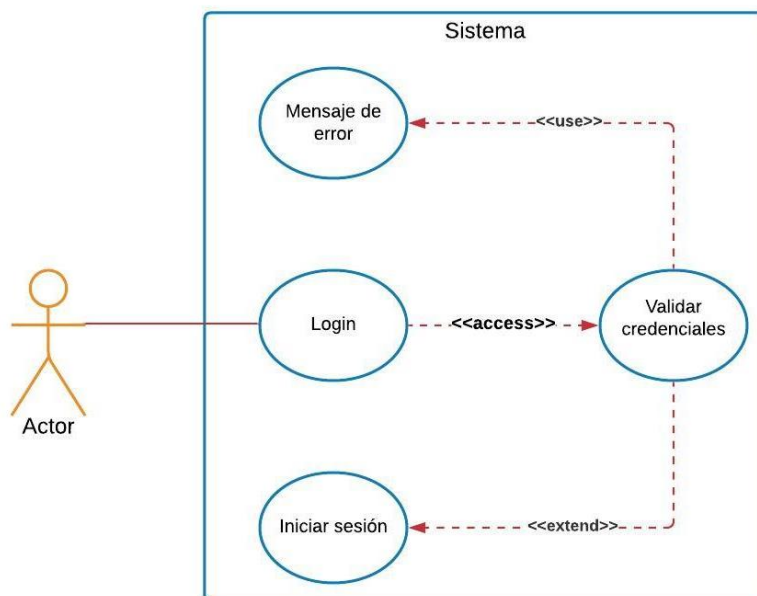 Sistema
Mensaje de
error
<<use>>
Login
<<access>>
Validar
credenciales
Actor
Iniciar sesión
<<extend>>